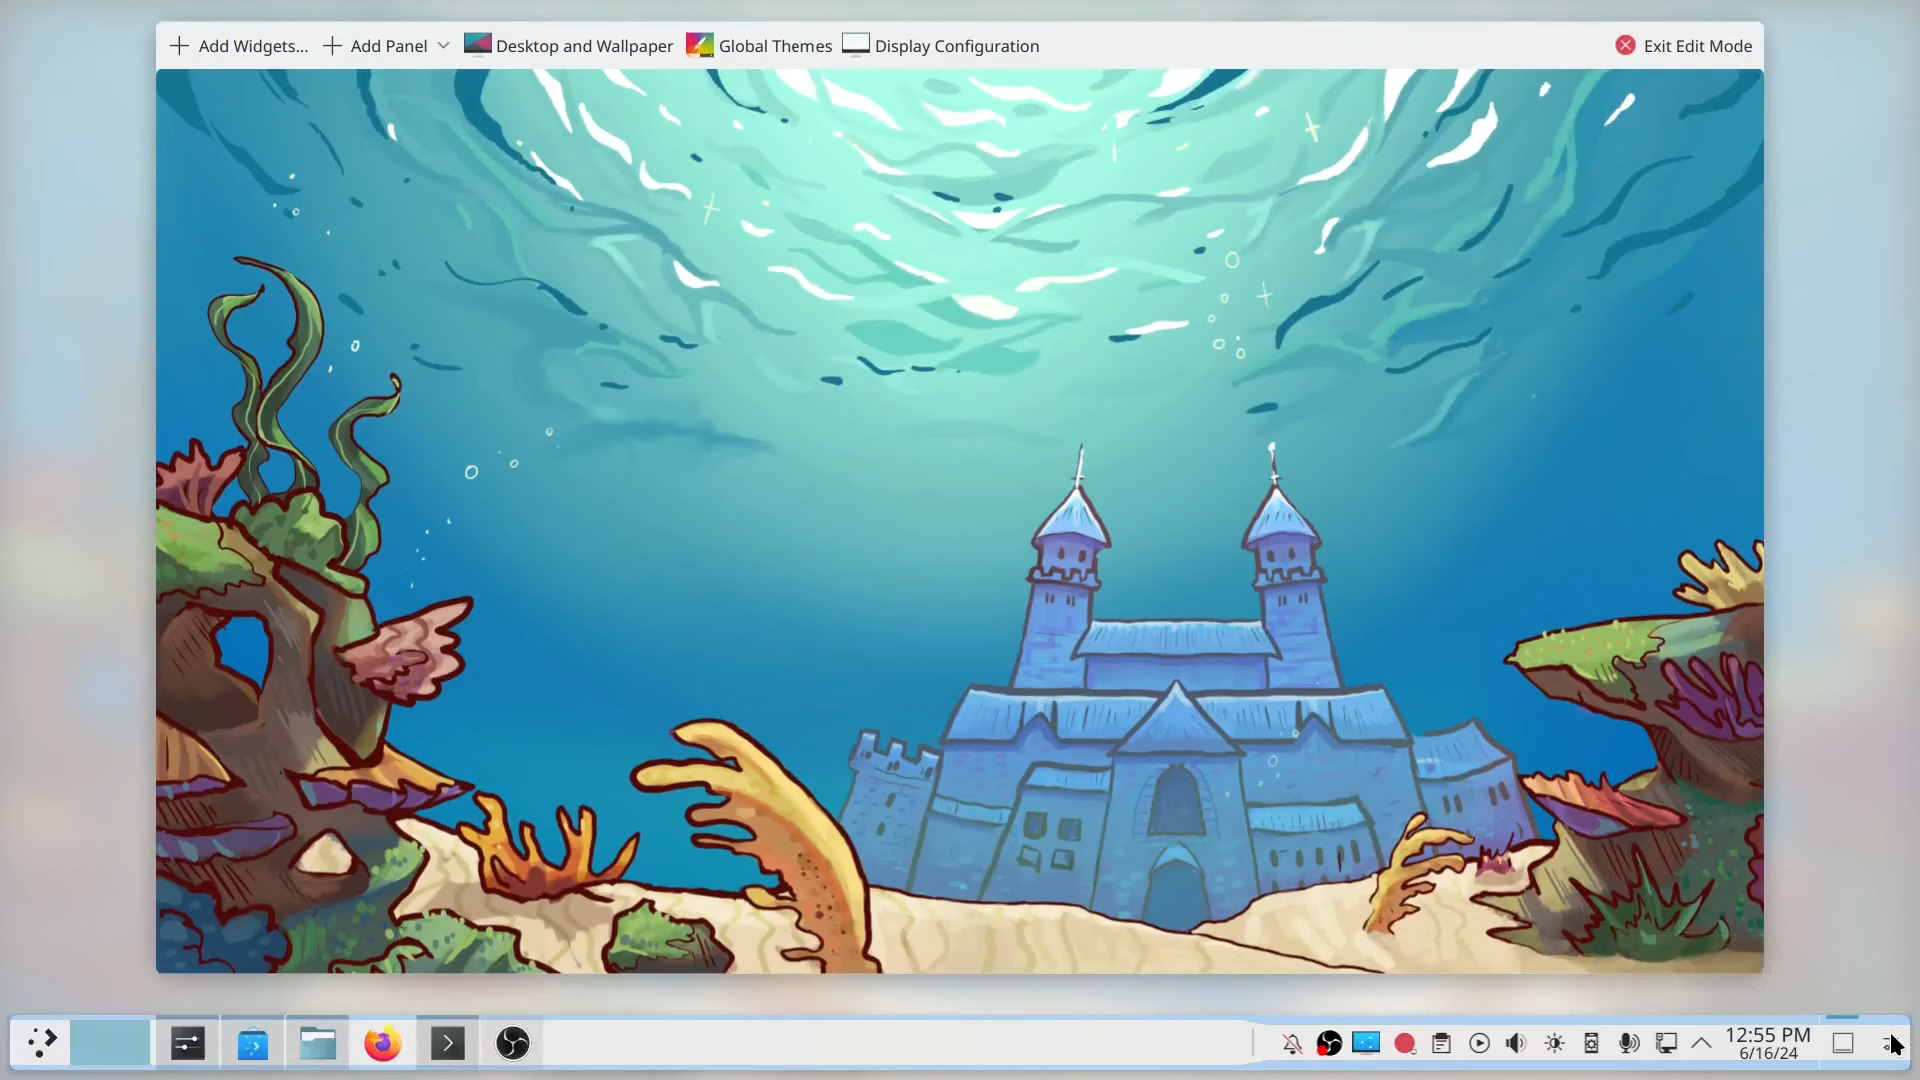 Add Widgets... Add Panel Desktop and Wallpaper Global Themes Display Configuration Exit Edit Mode
12:55 PM
6/16/24